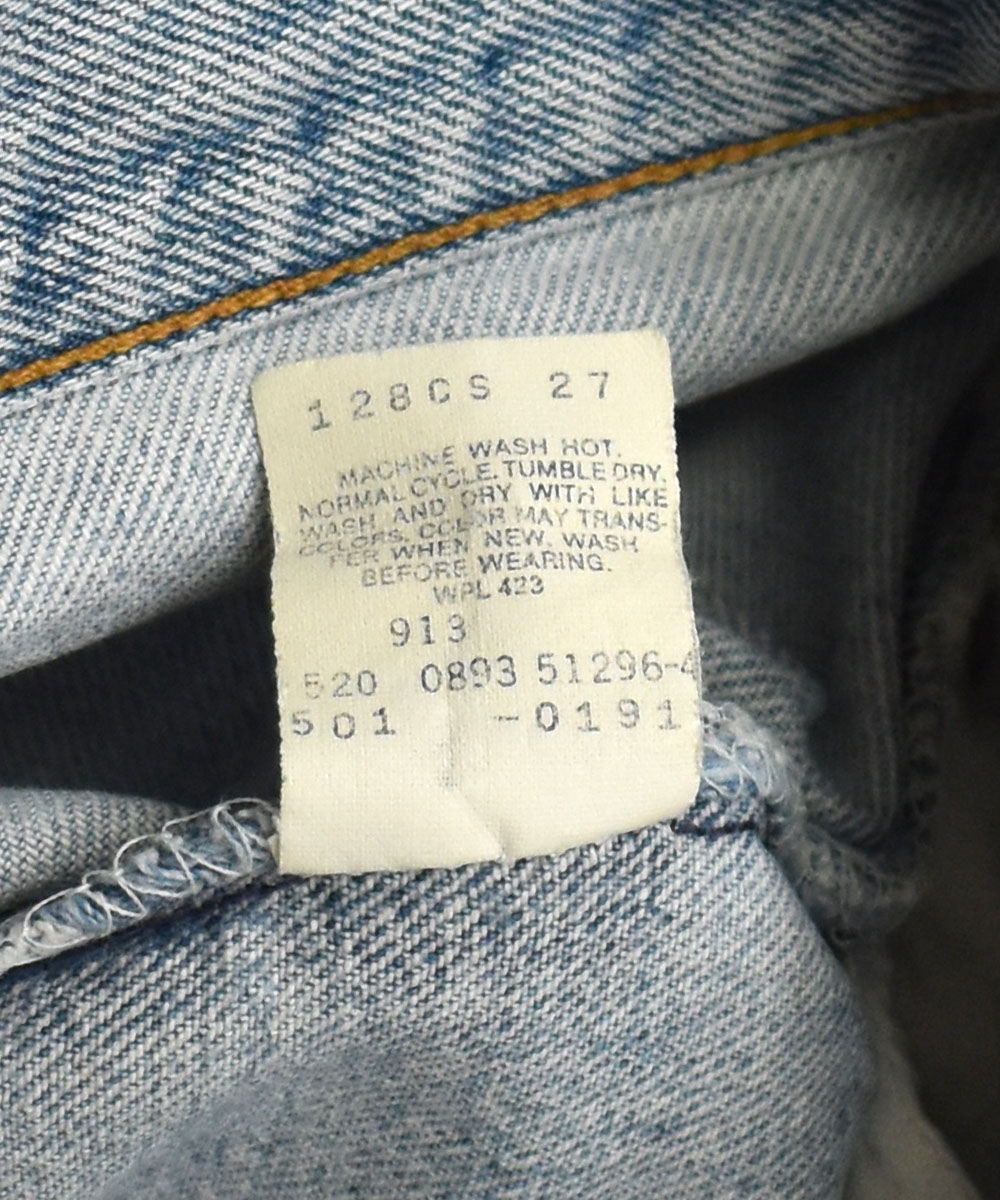 128CS 27
MACHINE WASH HOT.
NORMAL CYCLE. TUMBLE DRY.
WASH AND DRY WITH LIKE
COLORS. COLOR MAY TRANS-
FER WHEN NEW. WASH
BEFORE WEARING.
WPL 423
913
520 0893 51296-4
501 -0191